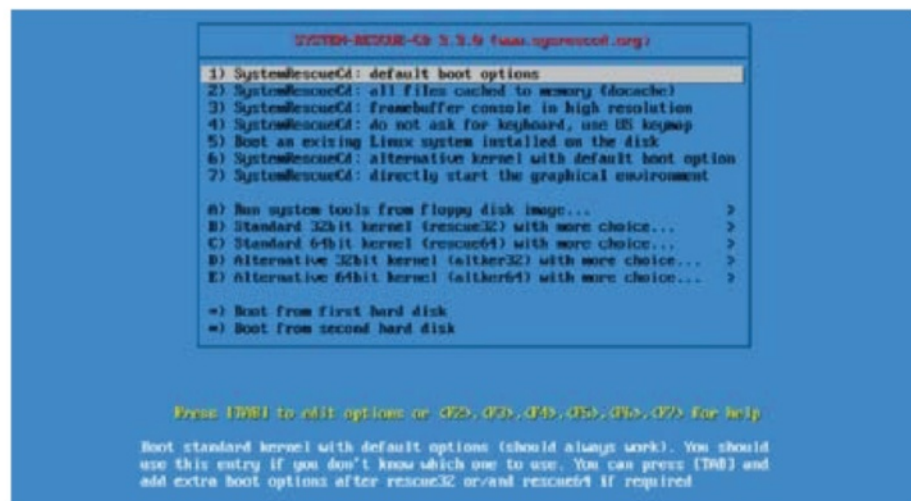 SYSTEM-RESCUE-CD 2.3.0 (www.sysresccd.org)
1) SystemRescueCd: default boot options
2) SystemRescueCd: all files cached to memory (docache)
3) SystemRescueCd: framebuffer console in high resolution
4) SystemRescueCd: do not ask for keyboard, use US keymap
5) Boot an exising Linux system installed on the disk
6) SystemRescueCd: alternative kernel with default boot option
7) SystemRescueCd: directly start the graphical environment
A) Run system tools from floppy disk image... >
B) Standard 32bit kernel (rescue32) with more choice... >
C) Standard 64bit kernel (rescue64) with more choice... >
D) Alternative 32bit kernel (altker32) with more choice... >
E) Alternative 64bit kernel (altker64) with more choice... >
=) Boot from first hard disk
=) Boot from second hard disk
Press [TAB] to edit options or <F2>,<F3>,<F4>,<F5>,<F6>,<F7> for help
Boot standard kernel with default options (should always work). You should
use this entry if you don't know which one to use. You can press [TAB] and
add extra boot options after rescue32 or/and rescue64 if required